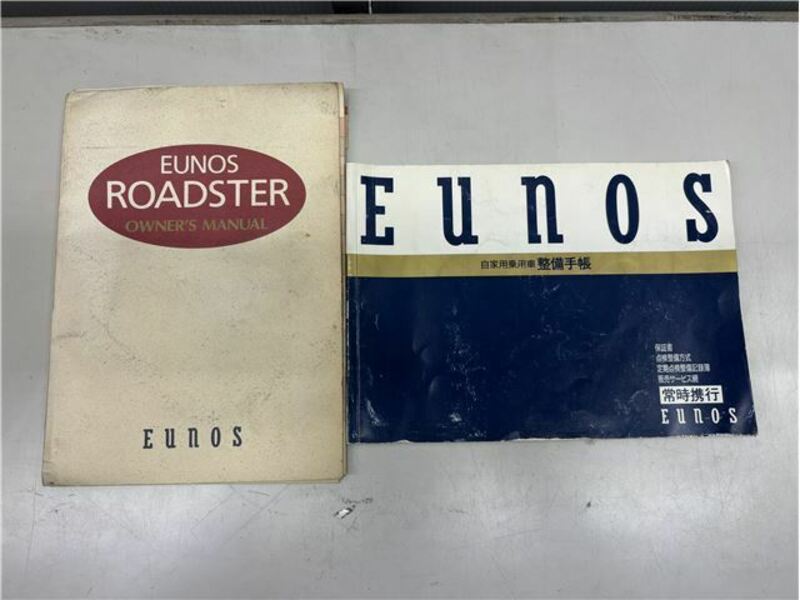 EUNOS
ROADSTER
OWNER'S MANUAL
EUNOS
EUNOS
自家用乗用車 整備手帳
保証書
点検整備方式
定期点検整備記録簿
販売サービス網
常時携行
EUNOS